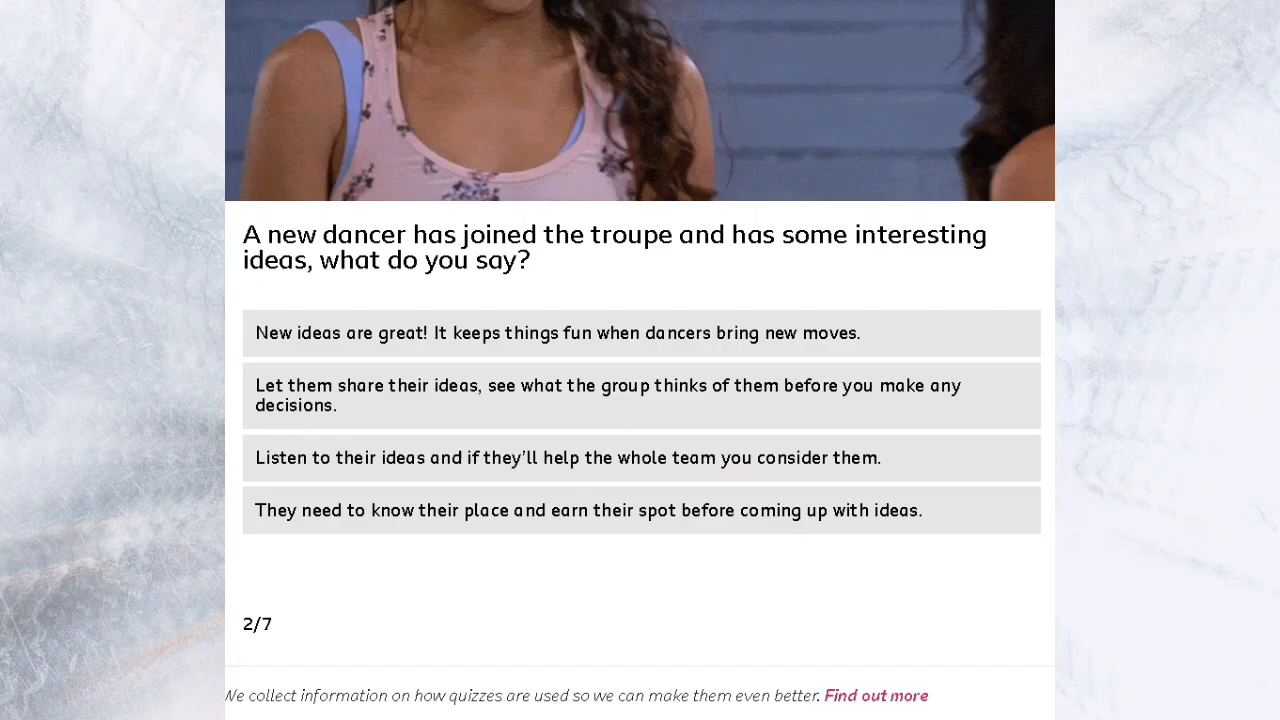 A new dancer has joined the troupe and has some interesting
ideas, what do you say?
New ideas are great! It keeps things fun when dancers bring new moves.
Let them share their ideas, see what the group thinks of them before you make any
decisions.
Listen to their ideas and if they'll help the whole team you consider them.
They need to know their place and earn their spot before coming up with ideas.
2/7
We collect information on how quizzes are used so we can make them even better. Find out more